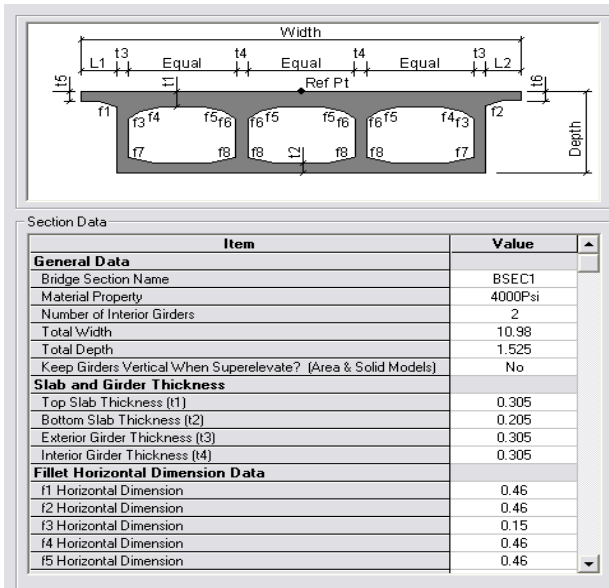 Width
t3 t4 t4 t3
L1 Equal Equal Equal L2
t5 t1 Ref Pt t6
f1 f3 f4 f5 f6 f6 f5 f5 f6 f6 f5 f4 f3 f2
f7 f8 f8 t2 f8 f8 f7
Depth
Section Data
Item Value
General Data
Bridge Section Name BSEC1
Material Property 4000Psi
Number of Interior Girders 2
Total Width 10.98
Total Depth 1.525
Keep Girders Vertical When Superelevate? (Area & Solid Models) No
Slab and Girder Thickness
Top Slab Thickness (t1) 0.305
Bottom Slab Thickness (t2) 0.205
Exterior Girder Thickness (t3) 0.305
Interior Girder Thickness (t4) 0.305
Fillet Horizontal Dimension Data
f1 Horizontal Dimension 0.46
f2 Horizontal Dimension 0.46
f3 Horizontal Dimension 0.15
f4 Horizontal Dimension 0.46
f5 Horizontal Dimension 0.46